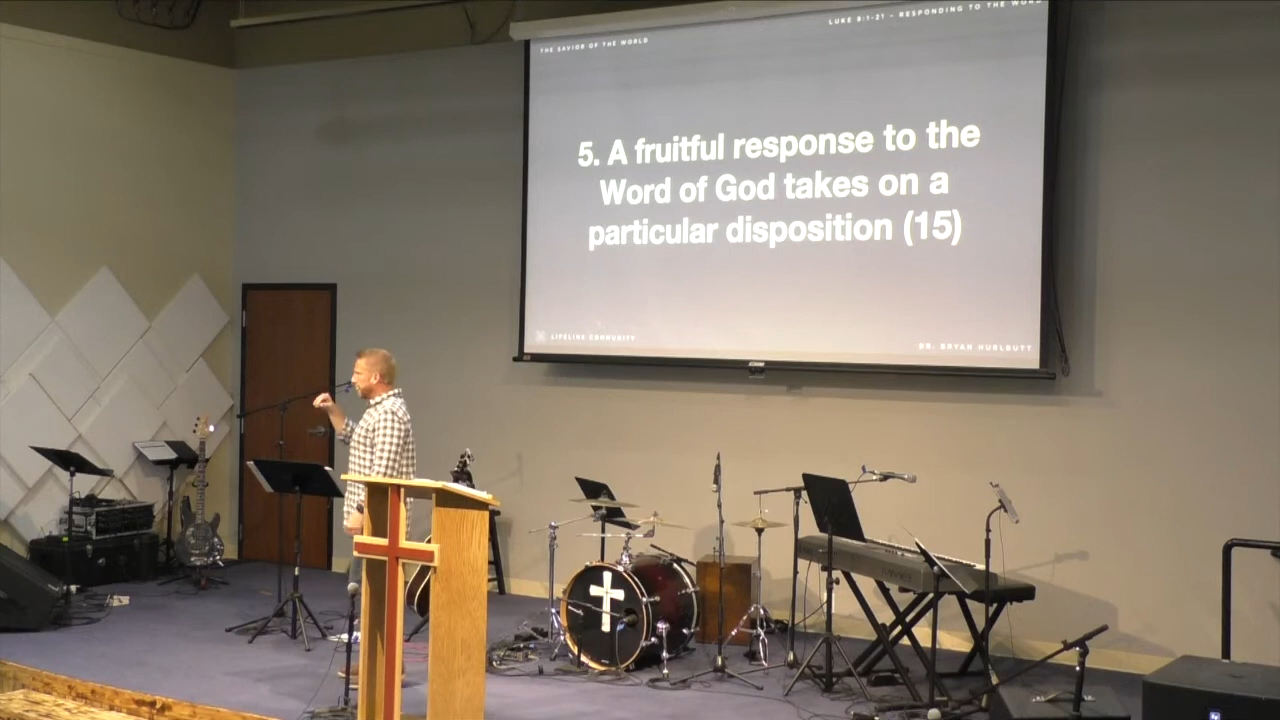 THE SAVIOR OF THE WORLD
LUKE 8:1-21 - RESPONDING TO THE WORD
5. A fruitful response to the
Word of God takes on a
particular disposition (15)
LIFELINE COMMUNITY
DR. BRYAN HURLBUTT